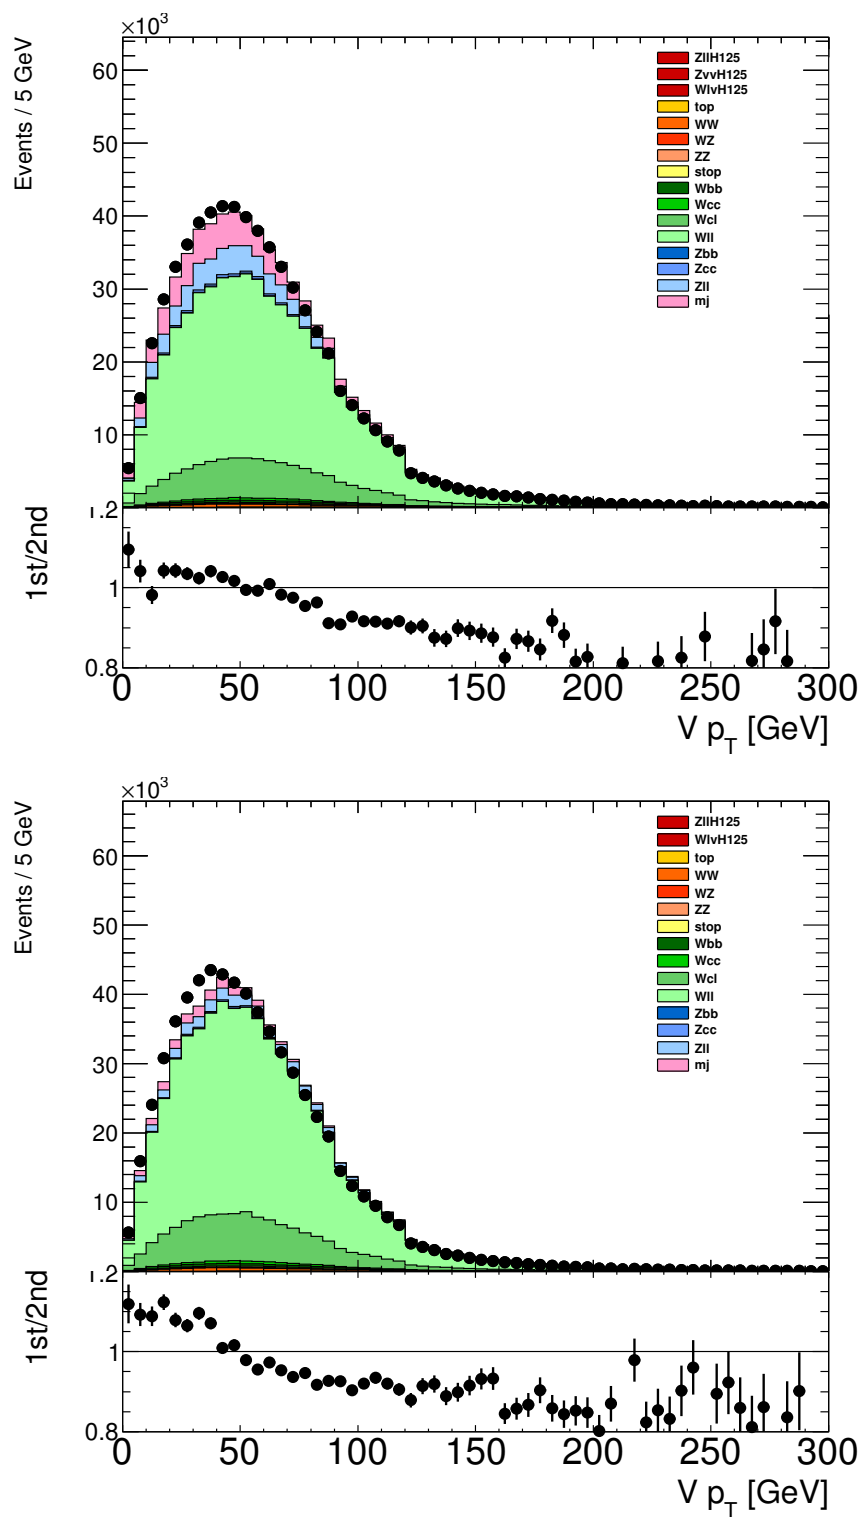 ×10³
Events / 5 GeV
60
50
40
30
20
10
ZllH125
ZvvH125
WlvH125
top
WW
WZ
ZZ
stop
Wbb
Wcc
Wcl
Wll
Zbb
Zcc
Zll
mj
1st/2nd
1.2
1
0.8
0 50 100 150 200 250 300
V p_T [GeV]
×10³
Events / 5 GeV
60
50
40
30
20
10
ZllH125
WlvH125
top
WW
WZ
ZZ
stop
Wbb
Wcc
Wcl
Wll
Zbb
Zcc
Zll
mj
1st/2nd
1.2
1
0.8
0 50 100 150 200 250 300
V p_T [GeV]